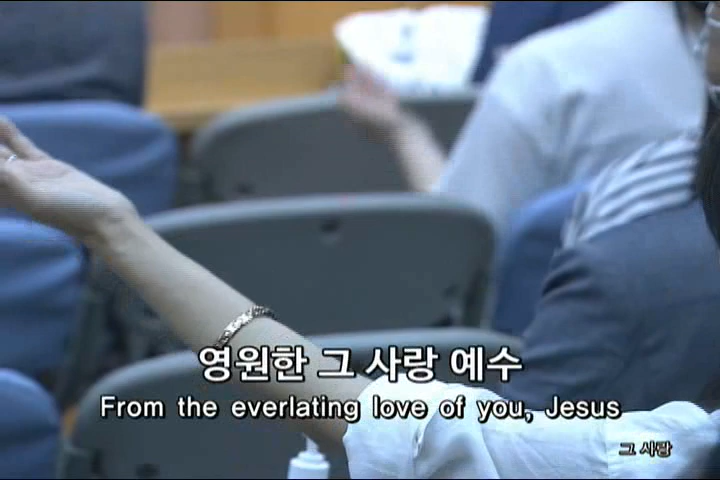 영원한 그 사랑 예수
From the everlating love of you, Jesus
그 사랑